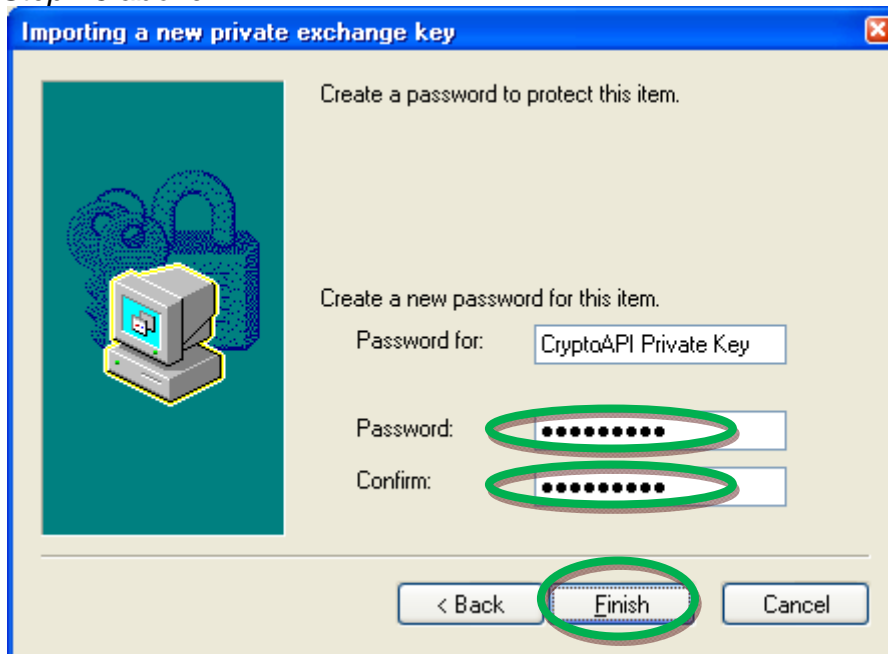 Importing a new private exchange key
Create a password to protect this item.
Create a new password for this item.
Password for: CryptoAPI Private Key
Password: •••••••••
Confirm: •••••••••
< Back Finish Cancel